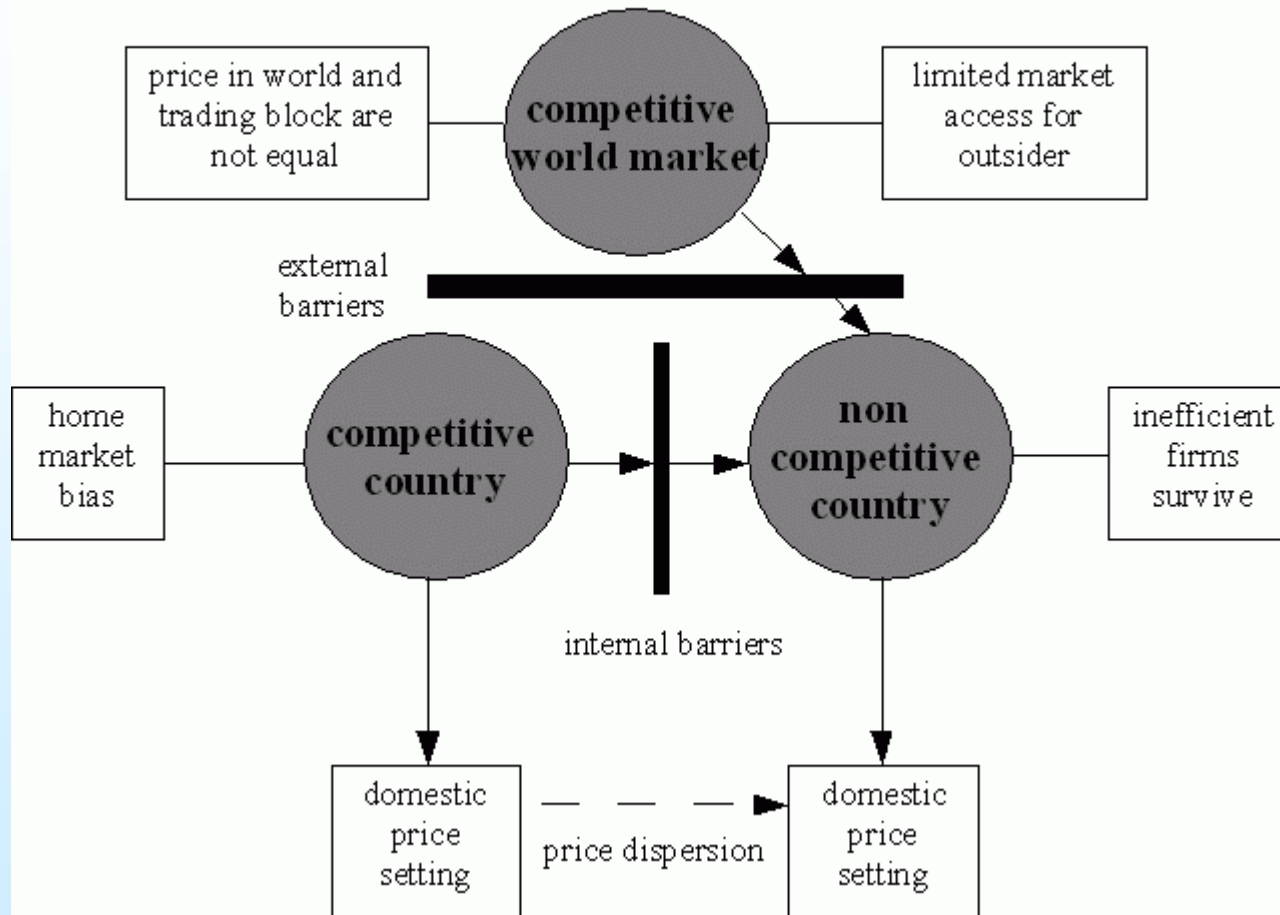 price in world and
trading block are
not equal
competitive
world market
limited market
access for
outsider
external
barriers
home
market
bias
competitive
country
non
competitive
country
inefficient
firms
survive
internal barriers
domestic
price
setting
price dispersion
domestic
price
setting